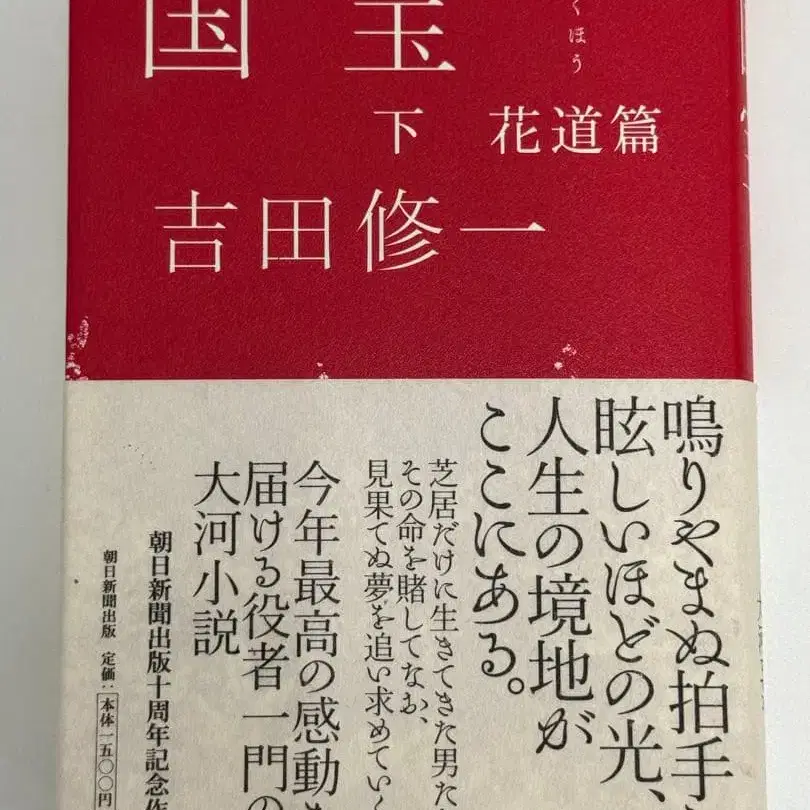 国 宝
くほう
下 花道篇
吉田修一
鳴りやまぬ拍手
眩しいほどの光、
人生の境地が
ここにある。
芝居だけに生きてきた男た
その命を賭してなお、
見果てぬ夢を追い求めていく
今年最高の感動
届ける役者一門の
大河小説
朝日新聞出版十周年記念作
朝日新聞出版 定価:本体一五〇〇円